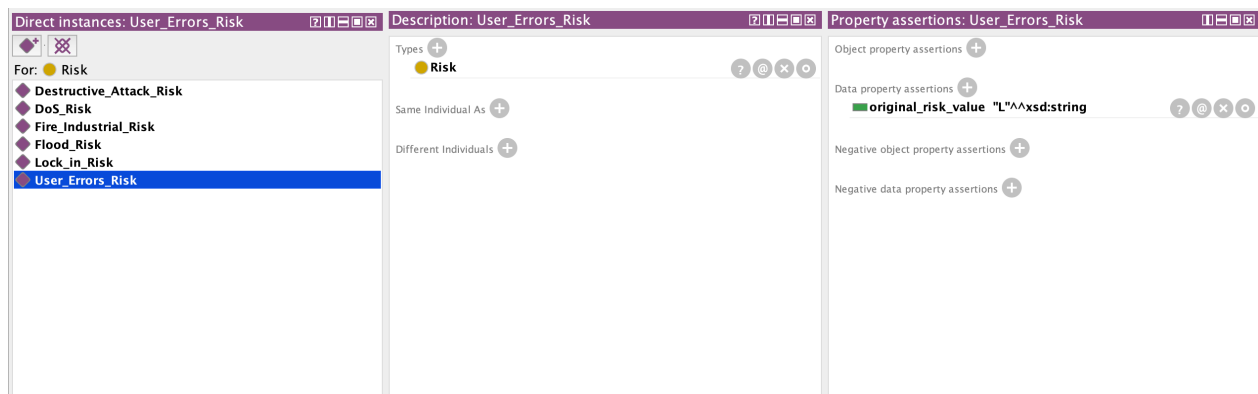 Direct instances: User_Errors_Risk
For: Risk
Destructive_Attack_Risk
DoS_Risk
Fire_Industrial_Risk
Flood_Risk
Lock_in_Risk
User_Errors_Risk
Description: User_Errors_Risk
Types
Risk
Same Individual As
Different Individuals
Property assertions: User_Errors_Risk
Object property assertions
Data property assertions
original_risk_value "L"^^xsd:string
Negative object property assertions
Negative data property assertions